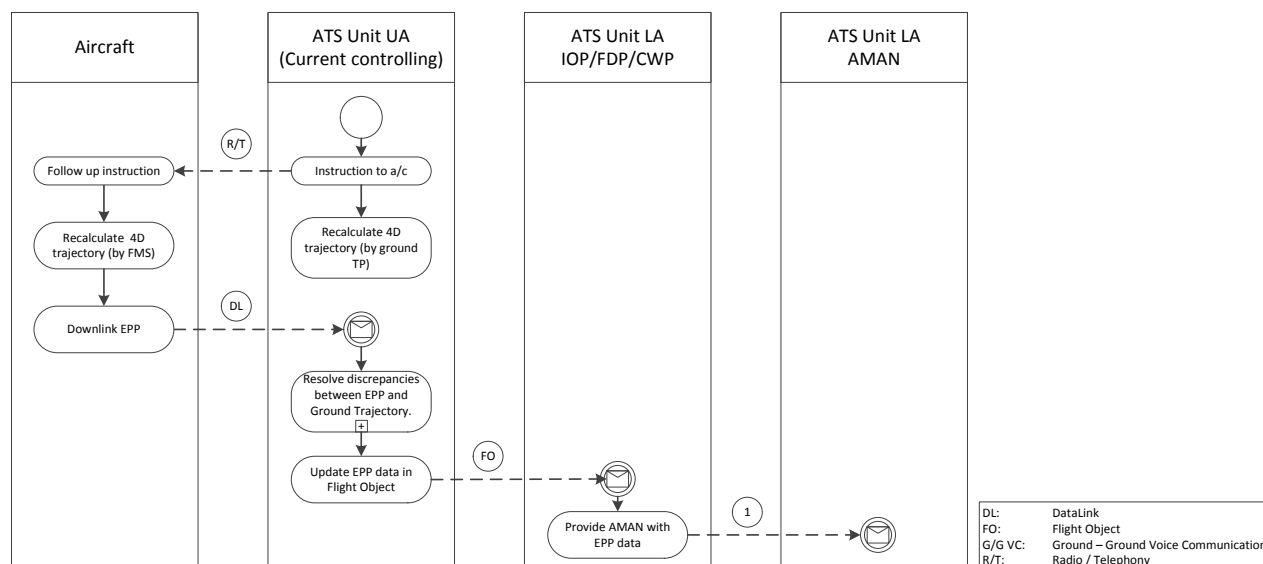 Aircraft
ATS Unit UA
(Current controlling)
ATS Unit LA
IOP/FDP/CWP
ATS Unit LA
AMAN
R/T
Follow up instruction
Instruction to a/c
Recalculate 4D
trajectory (by FMS)
Recalculate 4D
trajectory (by ground
TP)
DL
Downlink EPP
Resolve discrepancies
between EPP and
Ground Trajectory.
+
FO
Update EPP data in
Flight Object
1
Provide AMAN with
EPP data
DL: DataLink
FO: Flight Object
G/G VC: Ground – Ground Voice Communication
R/T: Radio / Telephony